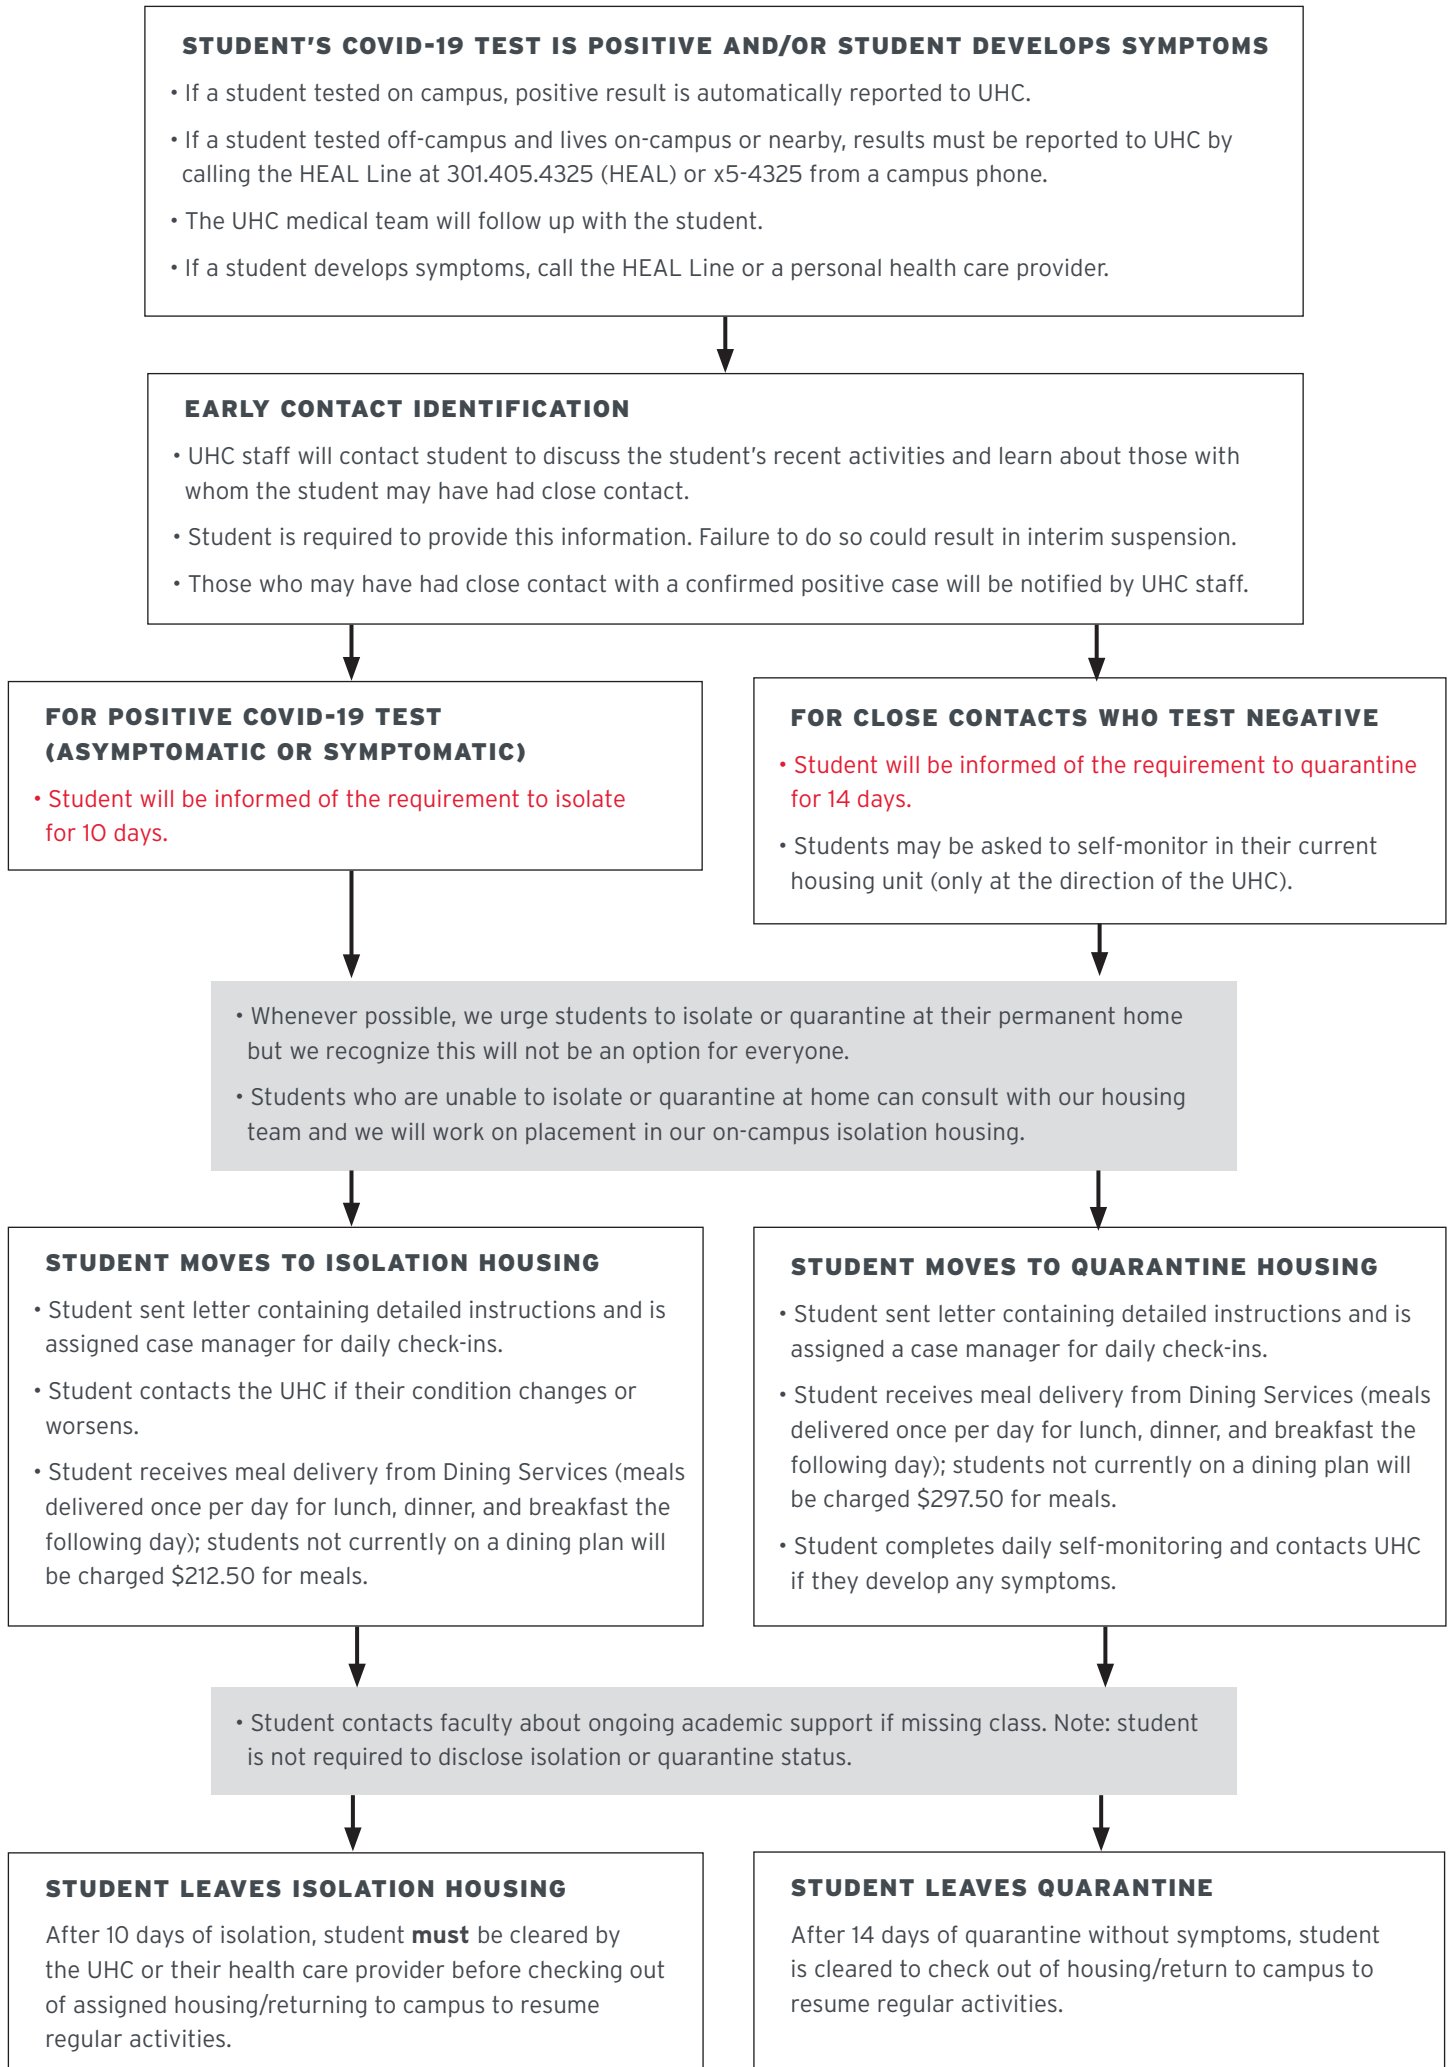 STUDENT'S COVID-19 TEST IS POSITIVE AND/OR STUDENT DEVELOPS SYMPTOMS
• If a student tested on campus, positive result is automatically reported to UHC.
• If a student tested off-campus and lives on-campus or nearby, results must be reported to UHC by
calling the HEAL Line at 301.405.4325 (HEAL) or x5-4325 from a campus phone.
• The UHC medical team will follow up with the student.
• If a student develops symptoms, call the HEAL Line or a personal health care provider.
EARLY CONTACT IDENTIFICATION
• UHC staff will contact student to discuss the student's recent activities and learn about those with
whom the student may have had close contact.
• Student is required to provide this information. Failure to do so could result in interim suspension.
• Those who may have had close contact with a confirmed positive case will be notified by UHC staff.
FOR POSITIVE COVID-19 TEST
(ASYMPTOMATIC OR SYMPTOMATIC)
• Student will be informed of the requirement to isolate
for 10 days.
FOR CLOSE CONTACTS WHO TEST NEGATIVE
• Student will be informed of the requirement to quarantine
for 14 days.
• Students may be asked to self-monitor in their current
housing unit (only at the direction of the UHC).
• Whenever possible, we urge students to isolate or quarantine at their permanent home
but we recognize this will not be an option for everyone.
• Students who are unable to isolate or quarantine at home can consult with our housing
team and we will work on placement in our on-campus isolation housing.
STUDENT MOVES TO ISOLATION HOUSING
• Student sent letter containing detailed instructions and is
assigned case manager for daily check-ins.
• Student contacts the UHC if their condition changes or
worsens.
• Student receives meal delivery from Dining Services (meals
delivered once per day for lunch, dinner, and breakfast the
following day); students not currently on a dining plan will
be charged $212.50 for meals.
STUDENT MOVES TO QUARANTINE HOUSING
• Student sent letter containing detailed instructions and is
assigned a case manager for daily check-ins.
• Student receives meal delivery from Dining Services (meals
delivered once per day for lunch, dinner, and breakfast the
following day); students not currently on a dining plan will
be charged $297.50 for meals.
• Student completes daily self-monitoring and contacts UHC
if they develop any symptoms.
• Student contacts faculty about ongoing academic support if missing class. Note: student
is not required to disclose isolation or quarantine status.
STUDENT LEAVES ISOLATION HOUSING
After 10 days of isolation, student must be cleared by
the UHC or their health care provider before checking out
of assigned housing/returning to campus to resume
regular activities.
STUDENT LEAVES QUARANTINE
After 14 days of quarantine without symptoms, student
is cleared to check out of housing/return to campus to
resume regular activities.